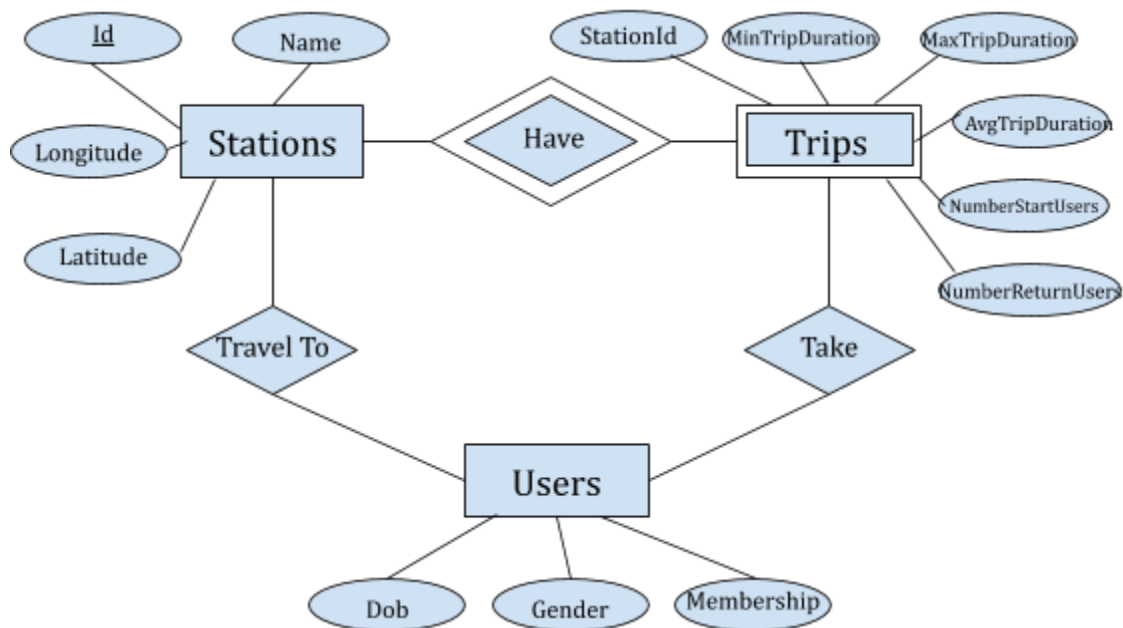 Id
Name
StationId
MinTripDuration
MaxTripDuration
Stations
Have
Trips
AvgTripDuration
Longitude
NumberStartUsers
Latitude
NumberReturnUsers
Travel To
Take
Users
Dob
Gender
Membership